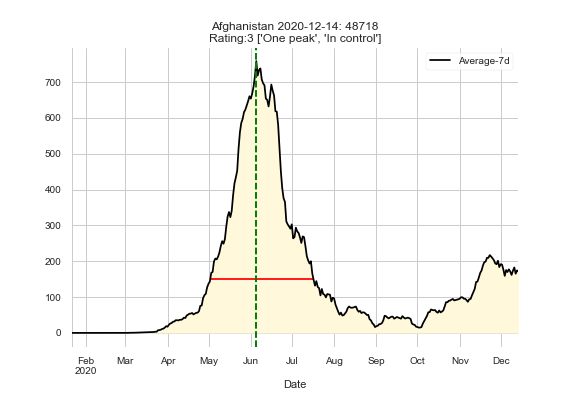 Afghanistan 2020-12-14: 48718
Rating:3 ['One peak', 'In control']
Average-7d
700
600
500
400
300
200
100
0
Feb Mar Apr May Jun Jul Aug Sep Oct Nov Dec
2020
Date